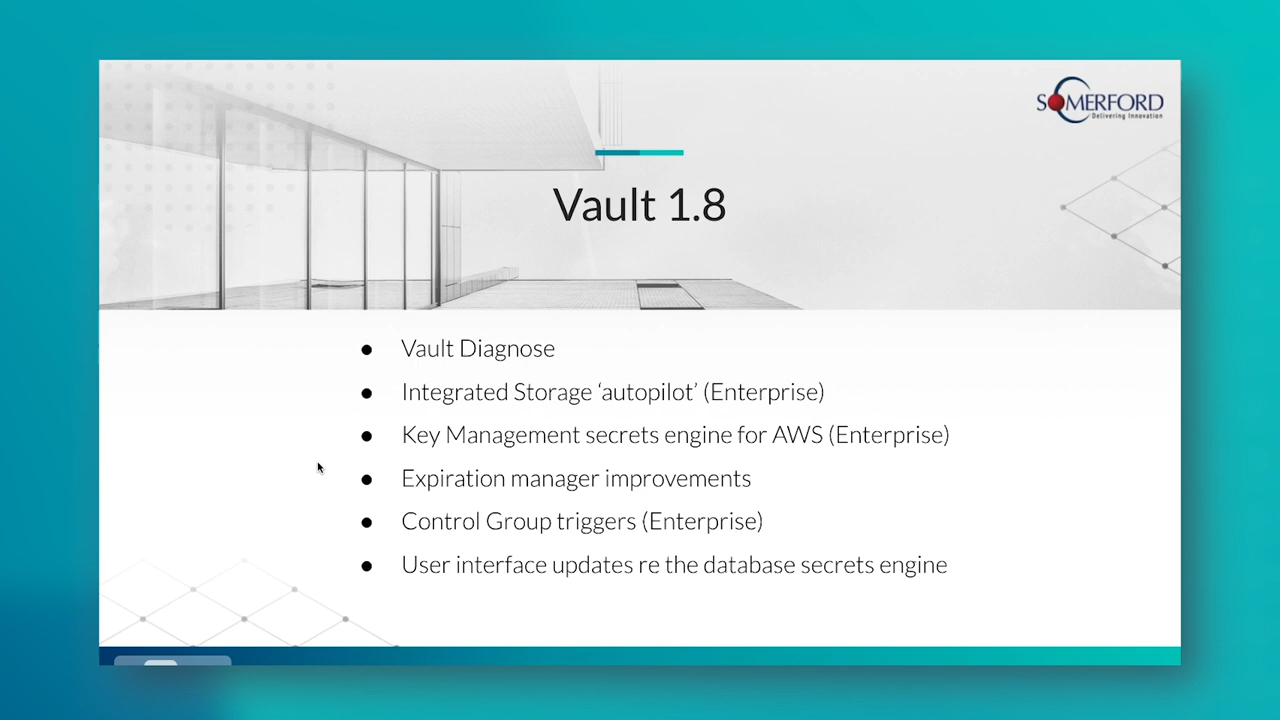 SOMERFORD
Delivering Innovation
Vault 1.8
● Vault Diagnose
● Integrated Storage ‘autopilot’ (Enterprise)
● Key Management secrets engine for AWS (Enterprise)
● Expiration manager improvements
● Control Group triggers (Enterprise)
● User interface updates re the database secrets engine